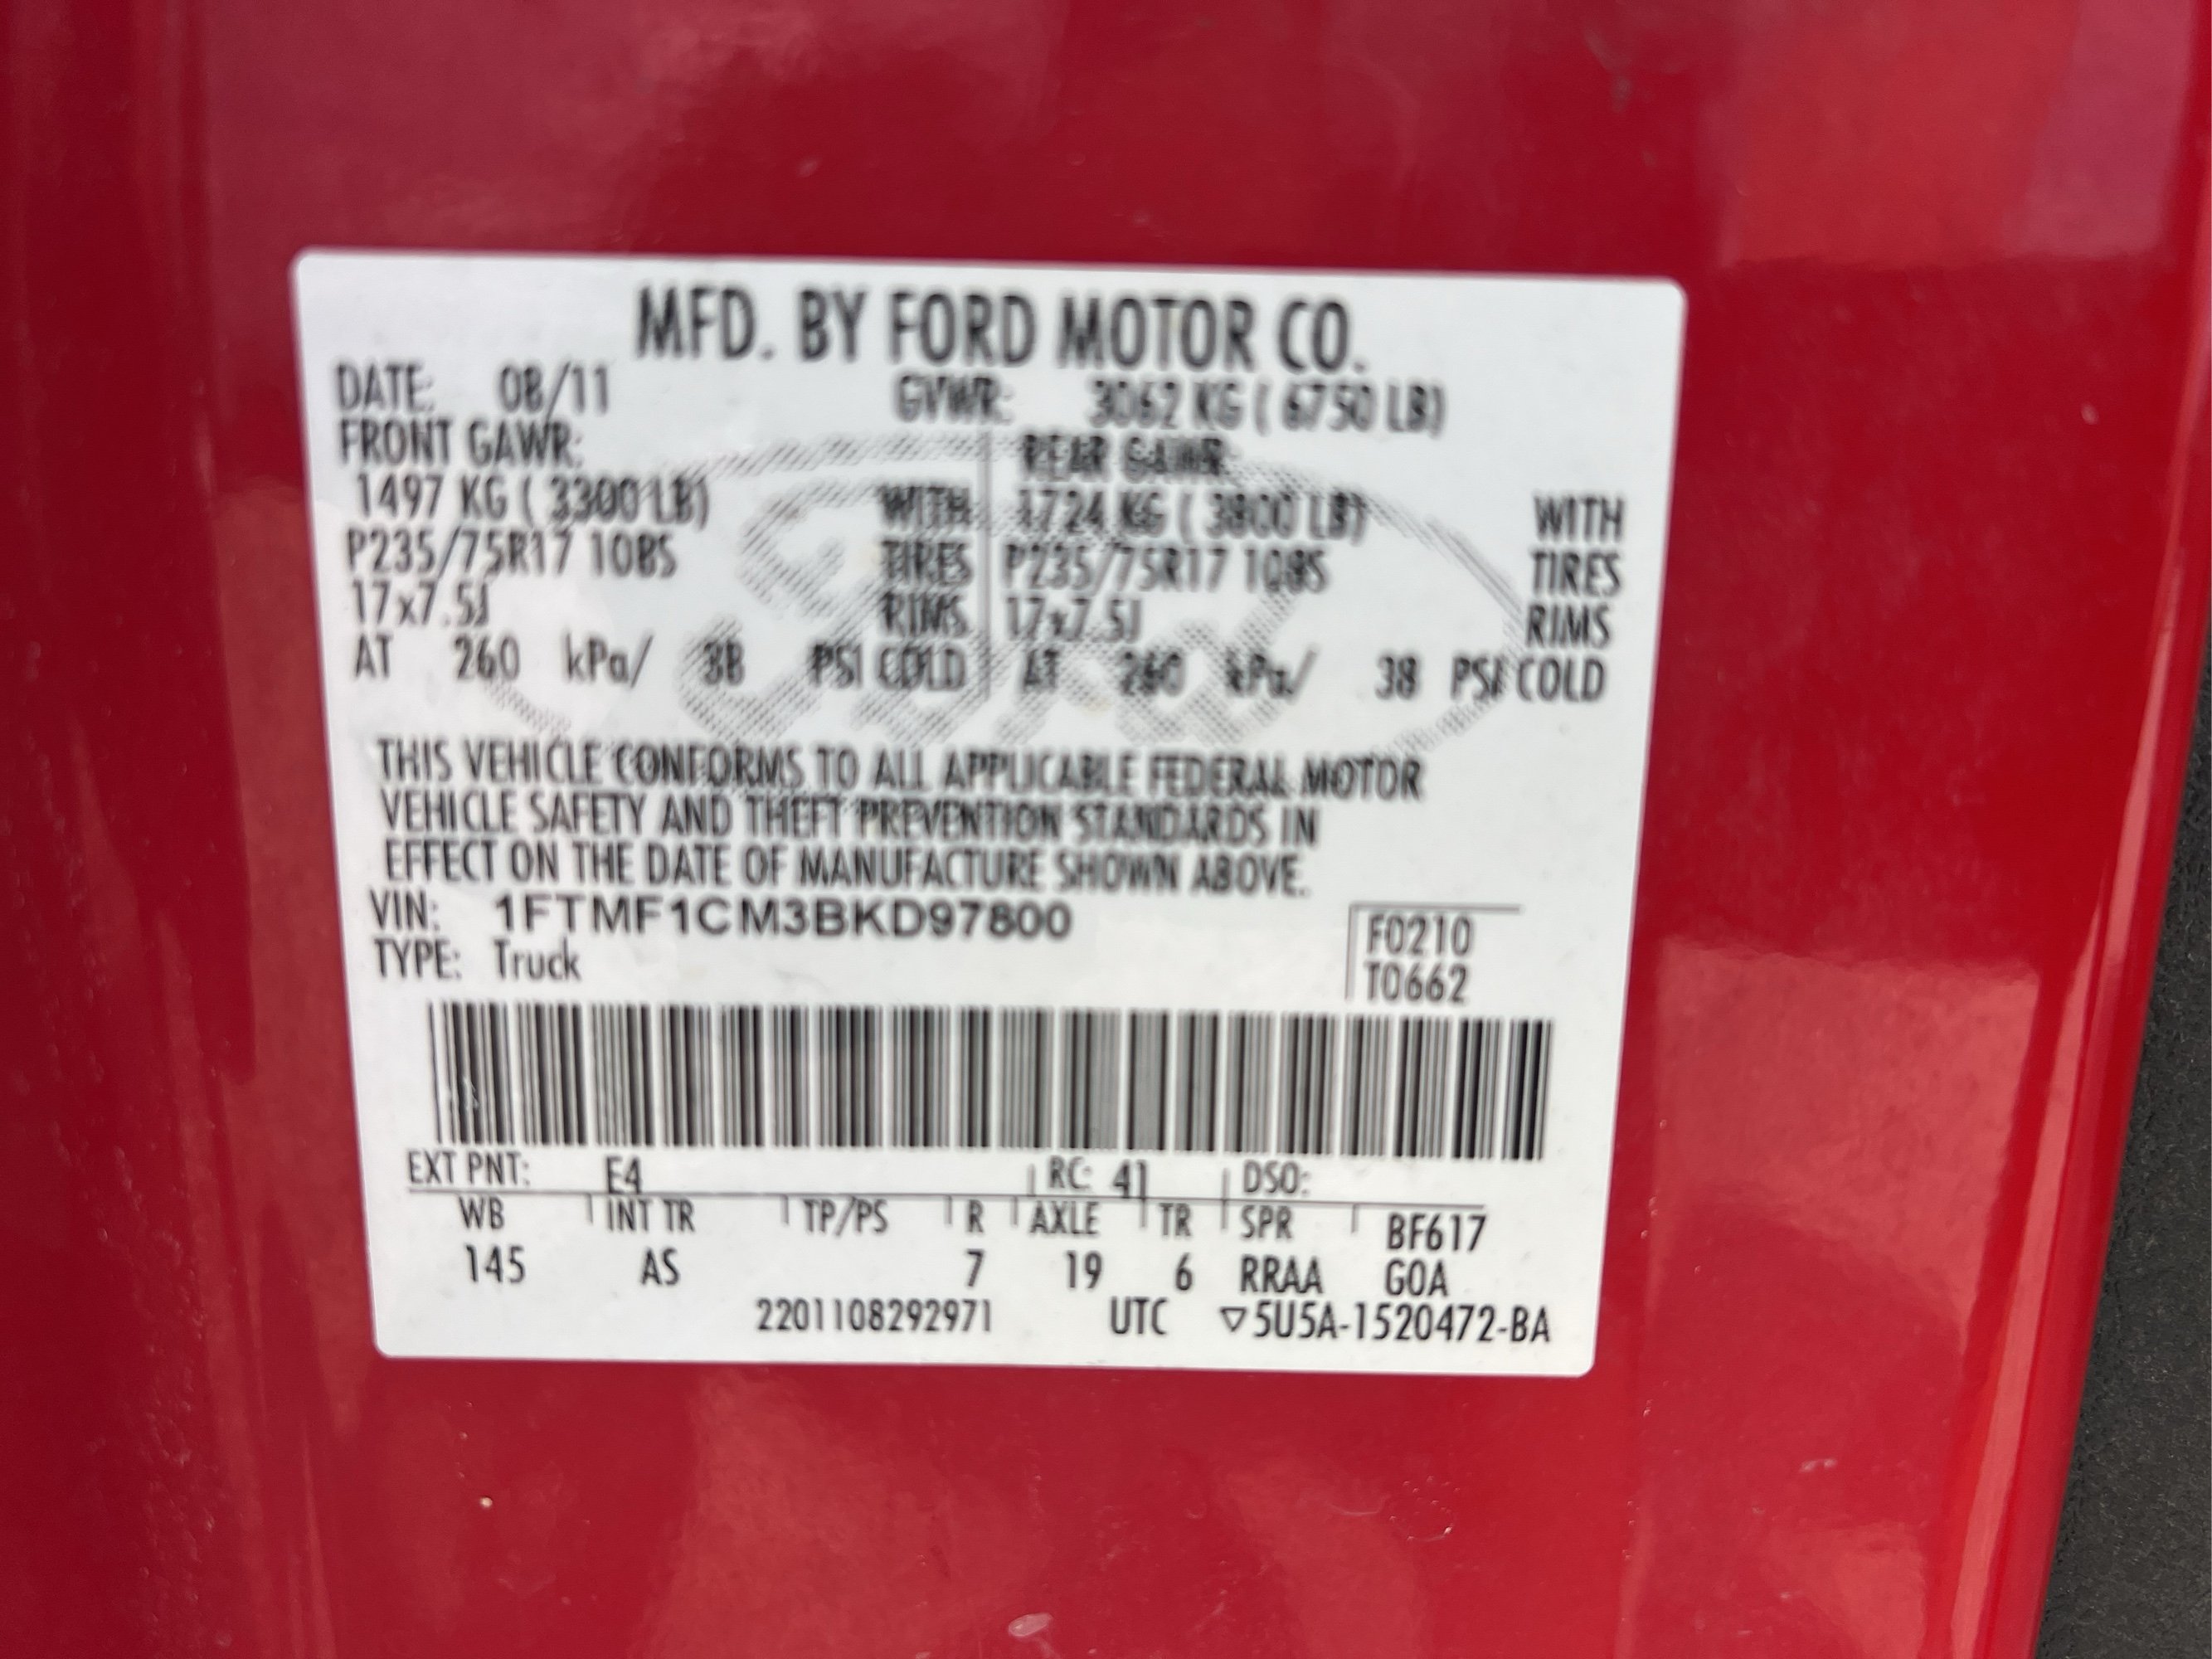 MFD. BY FORD MOTOR CO.
DATE: 08/11 GVWR: 3062 KG ( 6750 LB)
FRONT GAWR: REAR GAWR:
1497 KG ( 3300 LB) WITH 1724 KG ( 3800 LB) WITH
P235/75R17 108S TIRES P235/75R17 108S TIRES
17x7.5J RIMS 17x7.5J RIMS
AT 260 kPa/ 38 PSI COLD AT 260 kPa/ 38 PSI COLD
Ford
THIS VEHICLE CONFORMS TO ALL APPLICABLE FEDERAL MOTOR
VEHICLE SAFETY AND THEFT PREVENTION STANDARDS IN
EFFECT ON THE DATE OF MANUFACTURE SHOWN ABOVE.
VIN: 1FTMF1CM3BKD97800 F0210
TYPE: Truck T0662
EXT PNT: E4 RC: 41 DSO:
WB INT TR TP/PS R AXLE TR SPR BF617
145 AS 7 19 6 RRAA GOA
2201108292971 UTC ▽5U5A-1520472-BA